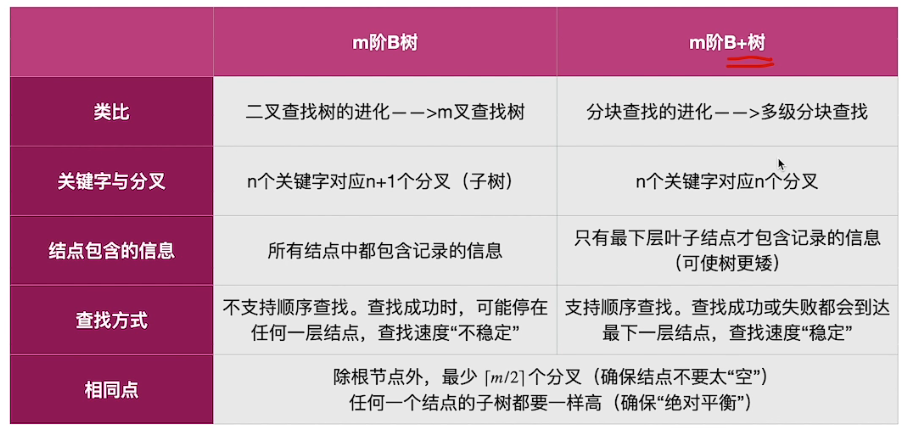 m阶B树
m阶B+树
类比
二叉查找树的进化——>m叉查找树
分块查找的进化——>多级分块查找
关键字与分叉
n个关键字对应n+1个分叉（子树）
n个关键字对应n个分叉
结点包含的信息
所有结点中都包含记录的信息
只有最下层叶子结点才包含记录的信息
（可使树更矮）
查找方式
不支持顺序查找。查找成功时，可能停在
任何一层结点，查找速度“不稳定”
支持顺序查找。查找成功或失败都会到达
最下一层结点，查找速度“稳定”
相同点
除根节点外，最少 ⌈m/2⌉个分叉（确保结点不要太“空”）
任何一个结点的子树都要一样高（确保“绝对平衡”）